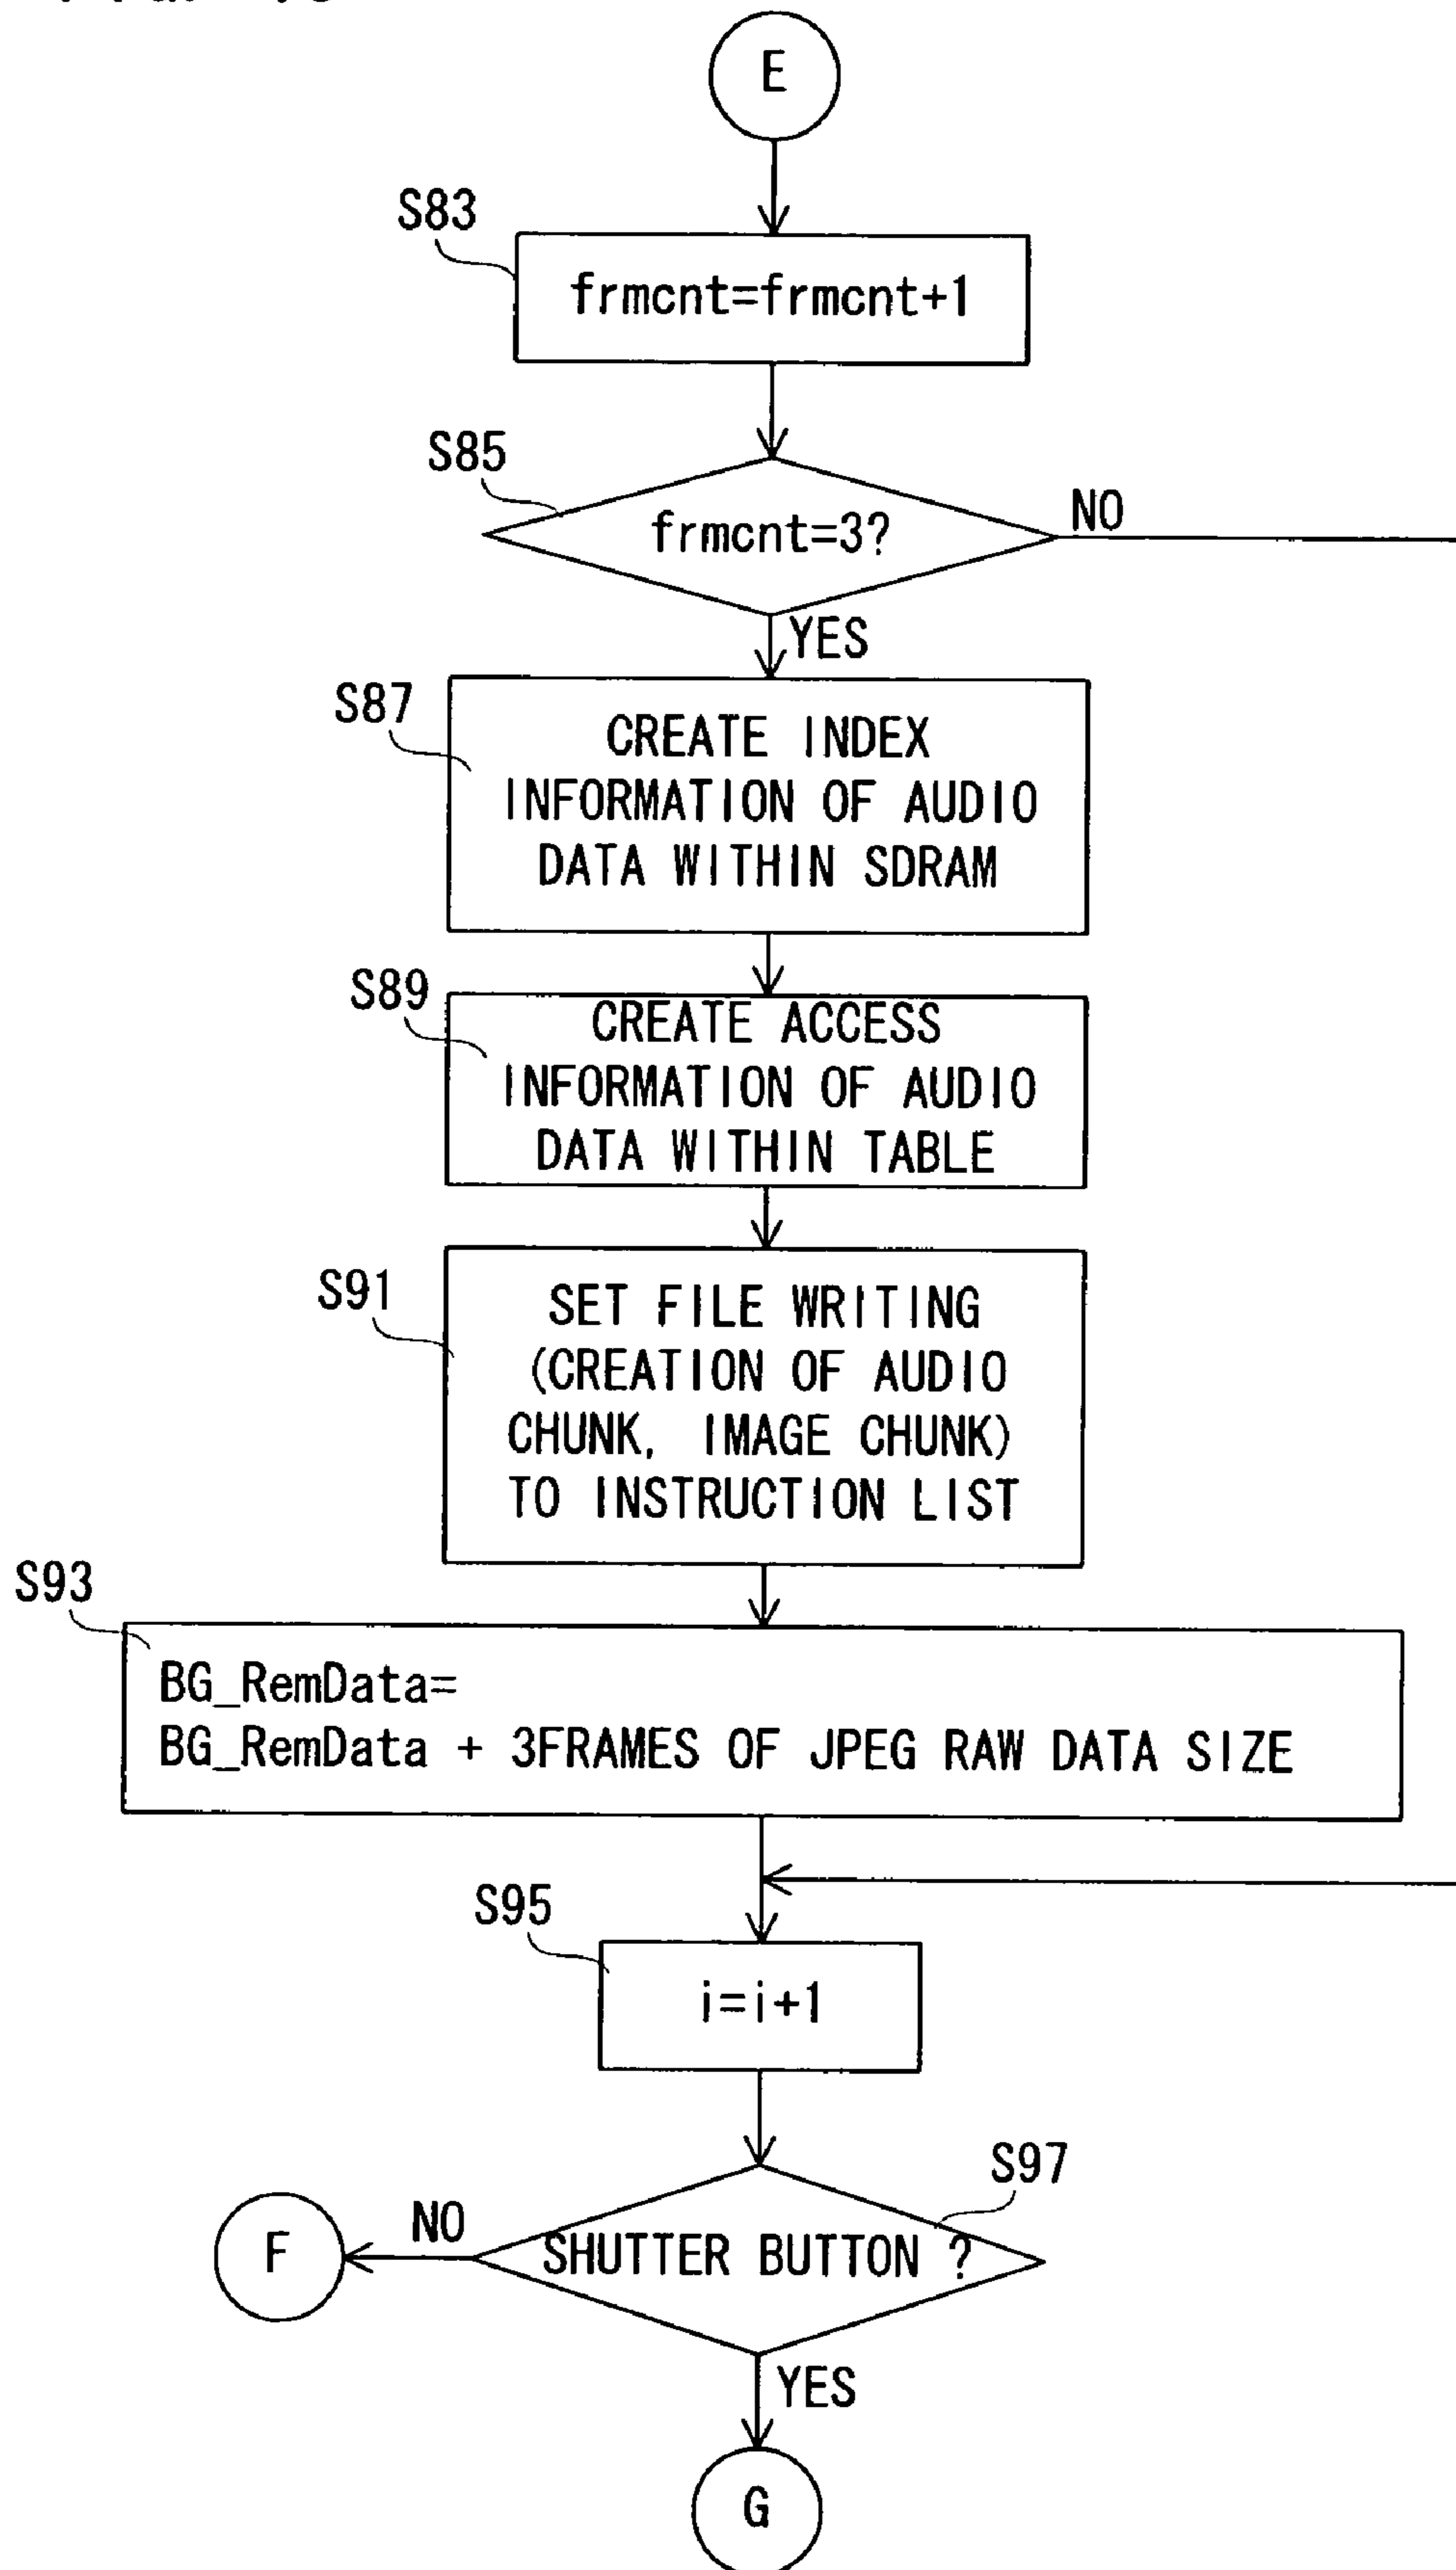 E
S83
frmcnt=frmcnt+1
S85
frmcnt=3?
NO
YES
S87
CREATE INDEX
INFORMATION OF AUDIO
DATA WITHIN SDRAM
S89
CREATE ACCESS
INFORMATION OF AUDIO
DATA WITHIN TABLE
S91
SET FILE WRITING
(CREATION OF AUDIO
CHUNK, IMAGE CHUNK)
TO INSTRUCTION LIST
S93
BG_RemData=
BG_RemData + 3FRAMES OF JPEG RAW DATA SIZE
S95
i=i+1
S97
SHUTTER BUTTON ?
NO
F
YES
G